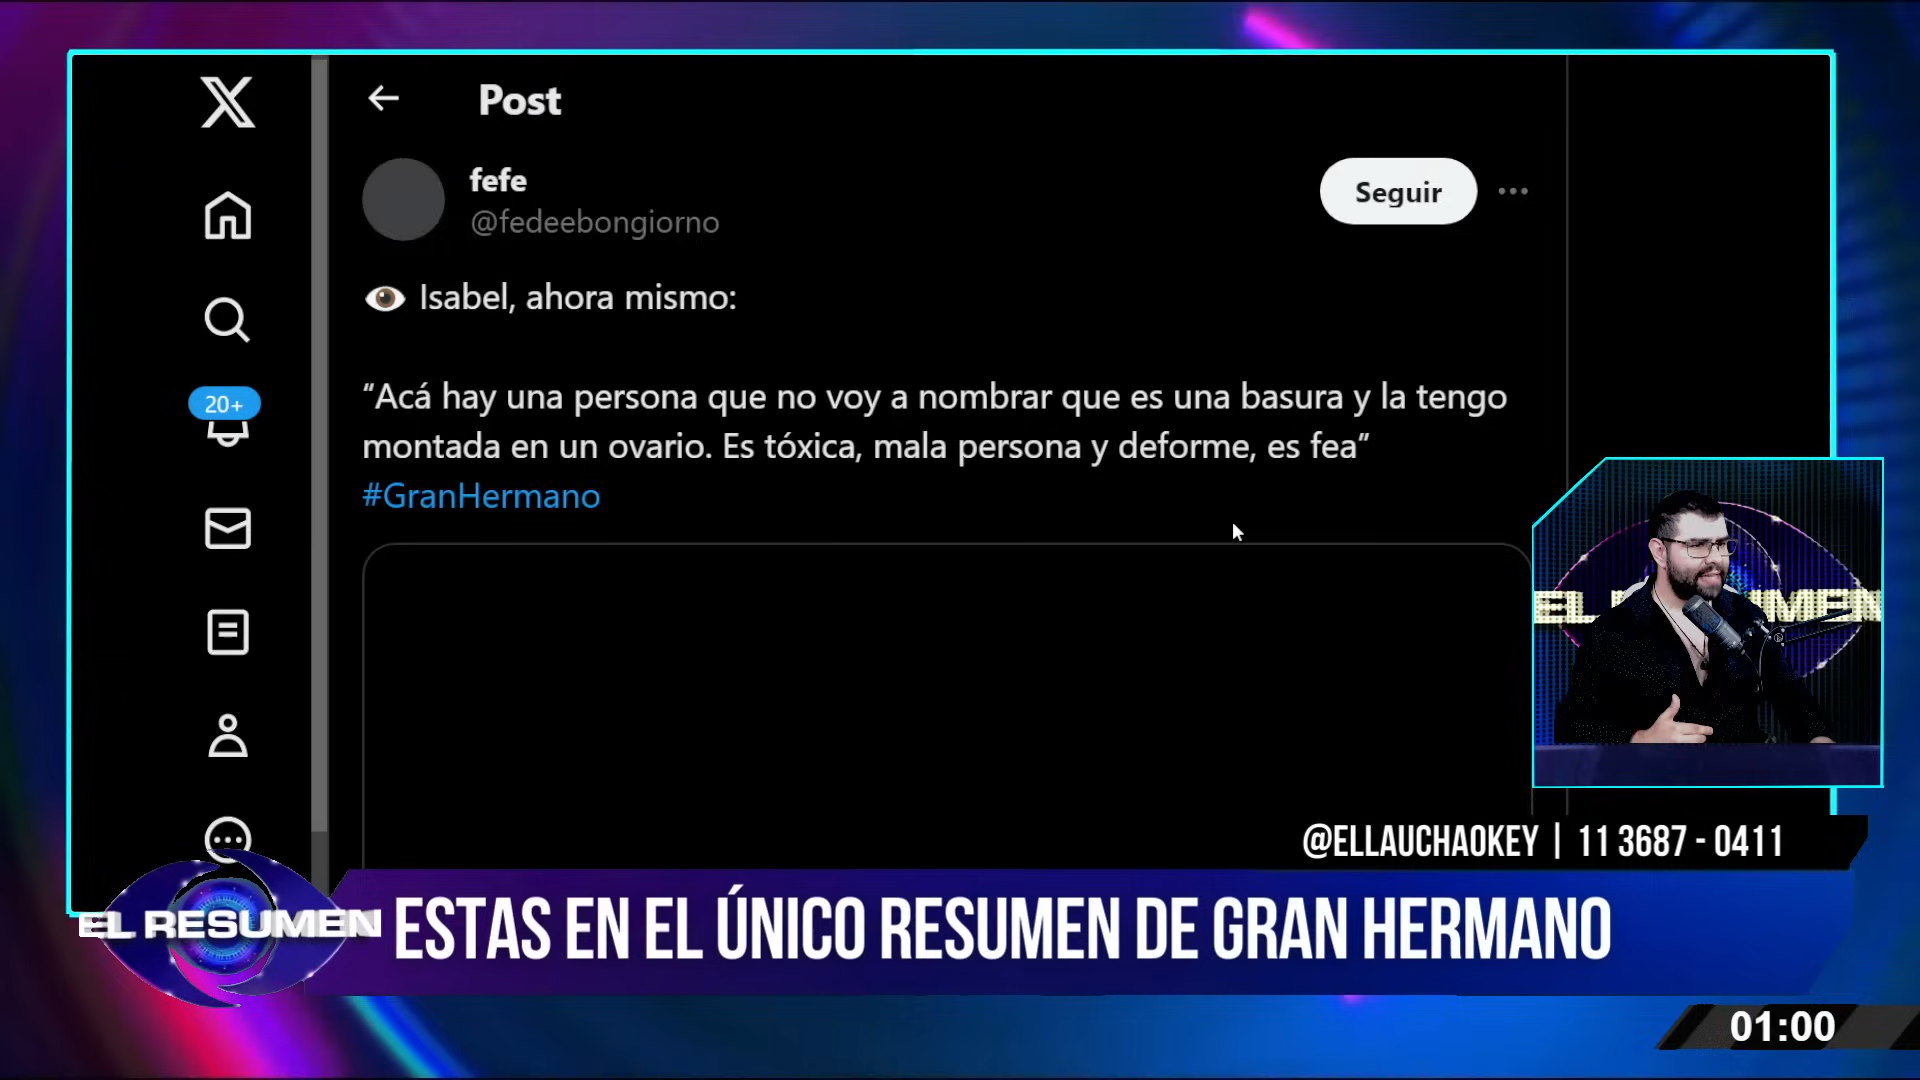 Post
fefe
@fedeebongiorno
Seguir
20+
Isabel, ahora mismo:
“Acá hay una persona que no voy a nombrar que es una basura y la tengo
montada en un ovario. Es tóxica, mala persona y deforme, es fea”
#GranHermano
EL RESUMEN
@ELLAUCHAOKEY | 11 3687 - 0411
EL RESUMEN
ESTAS EN EL ÚNICO RESUMEN DE GRAN HERMANO
01:00